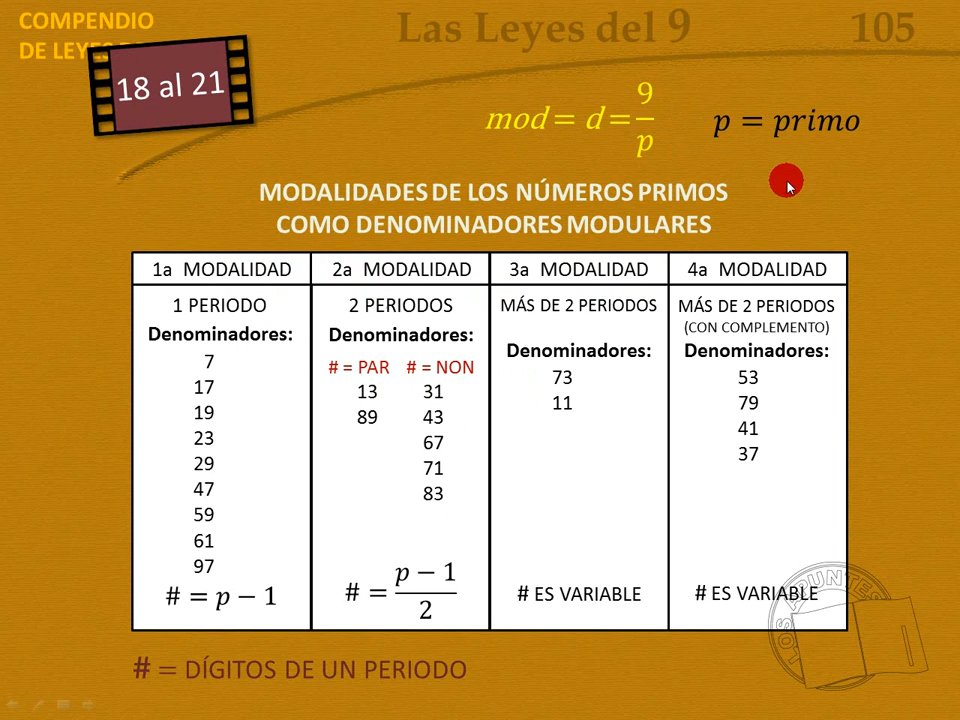 COMPENDIO
DE LEYES
18 al 21
Las Leyes del 9
105
mod = d = 9/p
p = primo
MODALIDADES DE LOS NÚMEROS PRIMOS
COMO DENOMINADORES MODULARES
1a MODALIDAD 2a MODALIDAD 3a MODALIDAD 4a MODALIDAD
1 PERIODO
Denominadores:
7
17
19
23
29
47
59
61
97
# = p − 1
2 PERIODOS
Denominadores:
# = PAR # = NON
13 31
89 43
67
71
83
# = (p − 1)/2
MÁS DE 2 PERIODOS
Denominadores:
73
11
# ES VARIABLE
MÁS DE 2 PERIODOS
(CON COMPLEMENTO)
Denominadores:
53
79
41
37
# ES VARIABLE
# = DÍGITOS DE UN PERIODO
LOS APUNTES